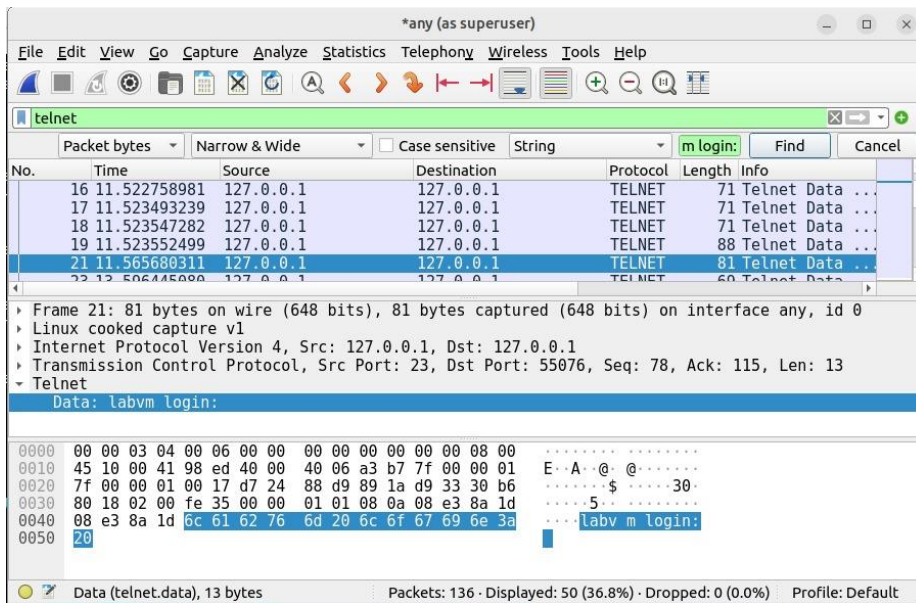 *any (as superuser)
File Edit View Go Capture Analyze Statistics Telephony Wireless Tools Help
telnet
Packet bytes Narrow & Wide Case sensitive String m login: Find Cancel
No. Time Source Destination Protocol Length Info
16 11.522758981 127.0.0.1 127.0.0.1 TELNET 71 Telnet Data ...
17 11.523493239 127.0.0.1 127.0.0.1 TELNET 71 Telnet Data ...
18 11.523547282 127.0.0.1 127.0.0.1 TELNET 71 Telnet Data ...
19 11.523552499 127.0.0.1 127.0.0.1 TELNET 88 Telnet Data ...
21 11.565680311 127.0.0.1 127.0.0.1 TELNET 81 Telnet Data ...
Frame 21: 81 bytes on wire (648 bits), 81 bytes captured (648 bits) on interface any, id 0
Linux cooked capture v1
Internet Protocol Version 4, Src: 127.0.0.1, Dst: 127.0.0.1
Transmission Control Protocol, Src Port: 23, Dst Port: 55076, Seq: 78, Ack: 115, Len: 13
Telnet
Data: labvm login:
0000 00 00 03 04 00 06 00 00 00 00 00 00 00 00 08 00 ········ ········
0010 45 10 00 41 98 ed 40 00 40 06 a3 b7 7f 00 00 01 E··A··@· @·······
0020 7f 00 00 01 00 17 d7 24 88 d9 89 1a d9 33 30 b6 ·······$ ·····30·
0030 80 18 02 00 fe 35 00 00 01 01 08 0a 08 e3 8a 1d ·····5·· ········
0040 08 e3 8a 1d 6c 61 62 76 6d 20 6c 6f 67 69 6e 3a ····labv m login:
0050 20
Data (telnet.data), 13 bytes Packets: 136 · Displayed: 50 (36.8%) · Dropped: 0 (0.0%) Profile: Default